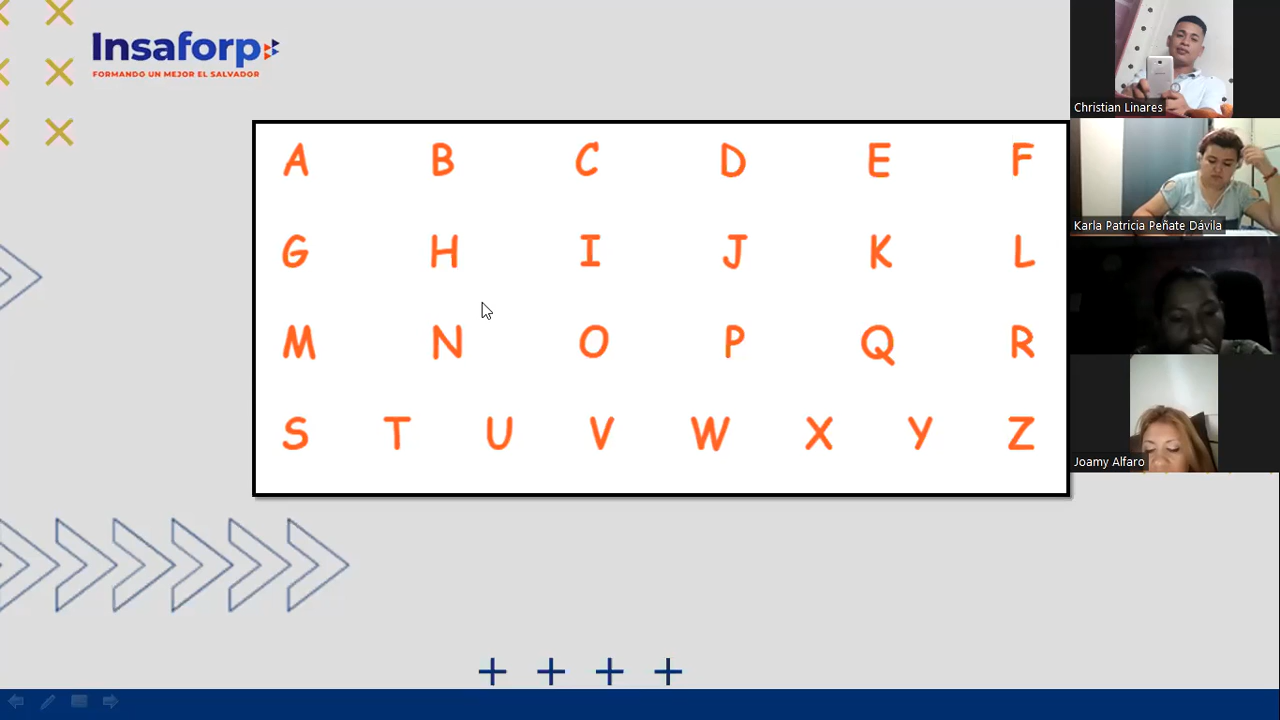 Insaforp
FORMANDO UN MEJOR EL SALVADOR
A B C D E F
G H I J K L
M N O P Q R
S T U V W X Y Z
Christian Linares
Karla Patricia Peñate Dávila
Joamy Alfaro